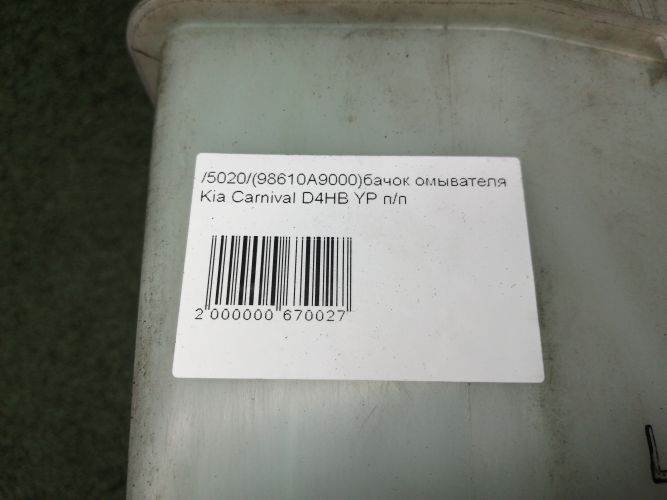 /5020/(98610A9000)бачок омывателя
Kia Carnival D4HB YP п/п
2 000000 670027